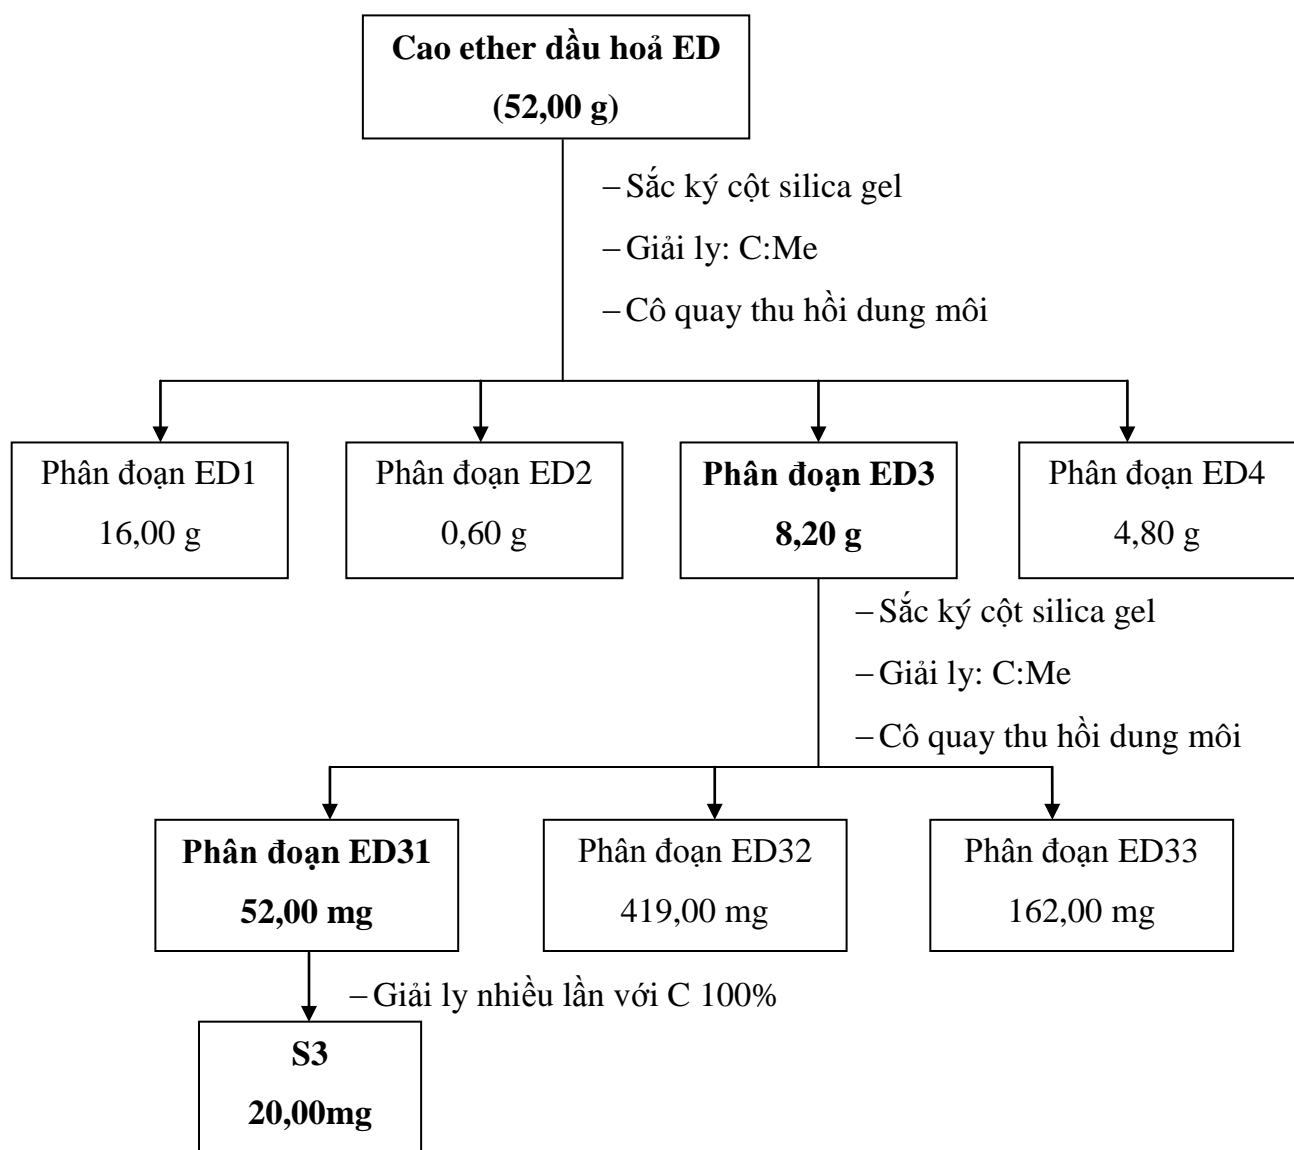 Cao ether dầu hoả ED
(52,00 g)
– Sắc ký cột silica gel
– Giải ly: C:Me
– Cô quay thu hồi dung môi
Phân đoạn ED1
16,00 g
Phân đoạn ED2
0,60 g
Phân đoạn ED3
8,20 g
Phân đoạn ED4
4,80 g
– Sắc ký cột silica gel
– Giải ly: C:Me
– Cô quay thu hồi dung môi
Phân đoạn ED31
52,00 mg
Phân đoạn ED32
419,00 mg
Phân đoạn ED33
162,00 mg
– Giải ly nhiều lần với C 100%
S3
20,00mg